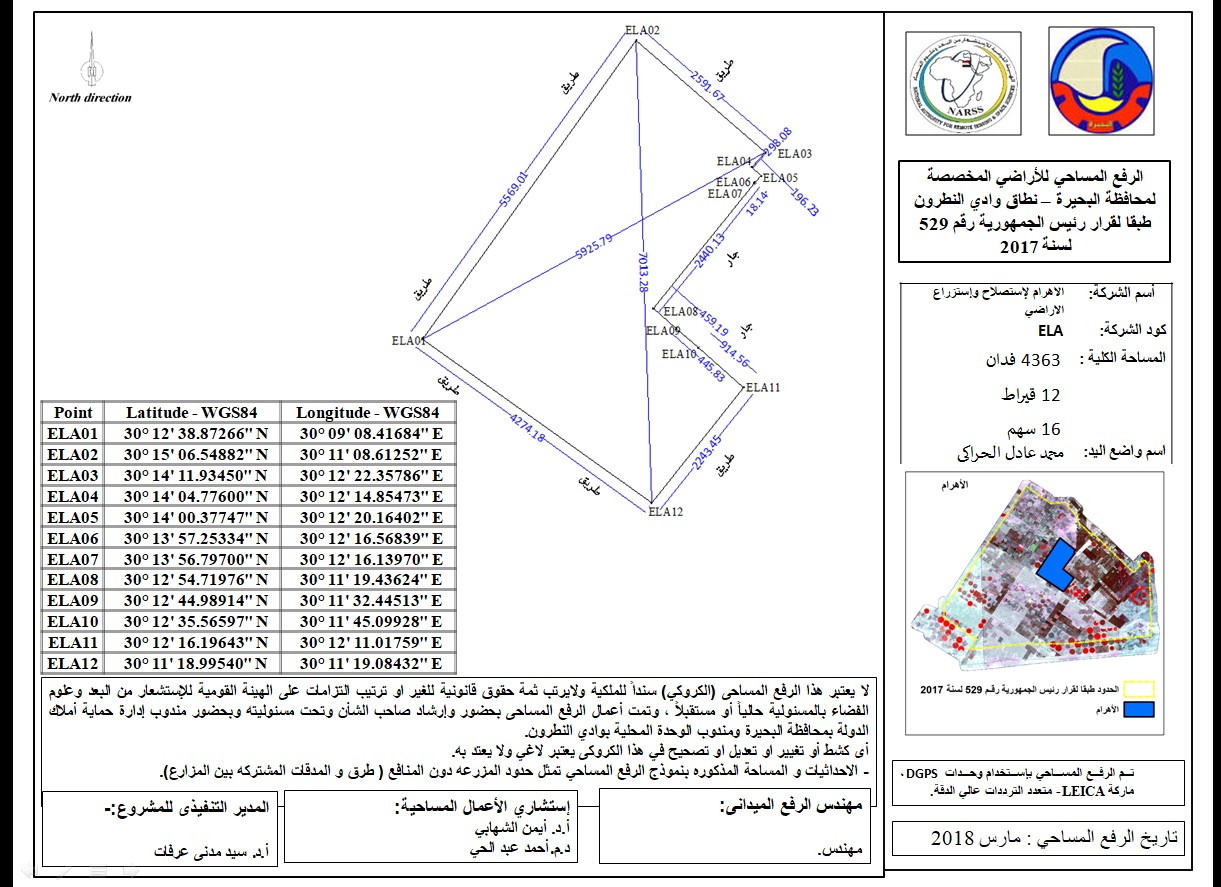 North direction
ELA02
طريق
طريق
2591.67
298.08
ELA03
ELA04
ELA05
ELA06
ELA07
196.23
18.14
5569.01
5925.79
7013.28
2440.13
جار
طريق
ELA01
ELA08
459.19
جار
ELA09
914.56
ELA10
445.83
ELA11
طريق
4274.18
2243.45
طريق
طريق
ELA12
Point Latitude - WGS84 Longitude - WGS84
ELA01 30° 12' 38.87266" N 30° 09' 08.41684" E
ELA02 30° 15' 06.54882" N 30° 11' 08.61252" E
ELA03 30° 14' 11.93450" N 30° 12' 22.35786" E
ELA04 30° 14' 04.77600" N 30° 12' 14.85473" E
ELA05 30° 14' 00.37747" N 30° 12' 20.16402" E
ELA06 30° 13' 57.25334" N 30° 12' 16.56839" E
ELA07 30° 13' 56.79700" N 30° 12' 16.13970" E
ELA08 30° 12' 54.71976" N 30° 11' 19.43624" E
ELA09 30° 12' 44.98914" N 30° 11' 32.44513" E
ELA10 30° 12' 35.56597" N 30° 11' 45.09928" E
ELA11 30° 12' 16.19643" N 30° 12' 11.01759" E
ELA12 30° 11' 18.99540" N 30° 11' 19.08432" E
NARSS
NATIONAL AUTHORITY FOR REMOTE SENSING & SPACE SCIENCES
البحيرة
الرفع المساحي للأراضي المخصصة
لمحافظة البحيرة – نطاق وادي النطرون
طبقا لقرار رئيس الجمهورية رقم 529
لسنة 2017
أسم الشركة: الاهرام لإستصلاح وإستزراع
الاراضي
كود الشركة: ELA
المساحة الكلية : 4363 فدان
12 قيراط
16 سهم
اسم واضع اليد: محمد عادل الحراكى
الأهرام
الحدود طبقا لقرار رئيس الجمهورية رقم 529 لسنة 2017
الأهرام
تـم الرفـع المسـاحي بإسـتخدام وحـدات DGPS،
ماركة LEICA- متعدد الترددات عالي الدقة.
تاريخ الرفع المساحي : مارس 2018
لا يعتبر هذا الرفع المساحى (الكروكي) سنداً للملكية ولايرتب ثمة حقوق قانونية للغير او ترتيب التزامات على الهيئة القومية للإستشعار من البعد وعلوم
الفضاء بالمسئولية حالياً أو مستقبلاً ، وتمت أعمال الرفع المساحى بحضور وإرشاد صاحب الشأن وتحت مسئوليته وبحضور مندوب إدارة حماية أملاك
الدولة بمحافظة البحيرة ومندوب الوحدة المحلية بوادي النطرون.
أى كشط أو تغيير او تعديل او تصحيح في هذا الكروكى يعتبر لاغي ولا يعتد به.
- الاحداثيات و المساحة المذكوره بنموذج الرفع المساحي تمثل حدود المزرعه دون المنافع ( طرق و المدقات المشتركه بين المزارع).
مهندس الرفع الميدانى:
مهندس.
إستشاري الأعمال المساحية:
أ.د. أيمن الشهابي
د.م.أحمد عبد الحي
المدير التنفيذى للمشروع:-
أ.د. سيد مدنى عرفات